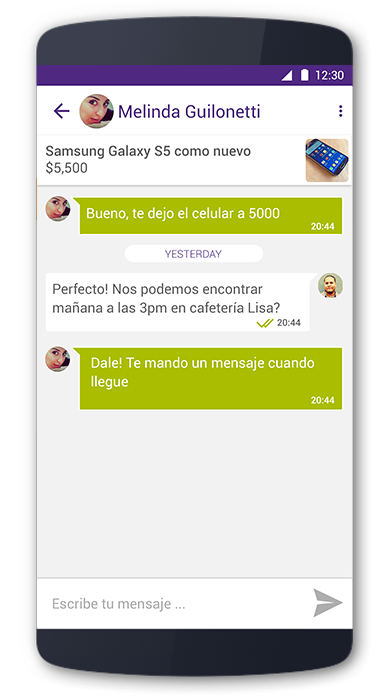 12:30
Melinda Guilonetti
Samsung Galaxy S5 como nuevo
$5,500
Bueno, te dejo el celular a 5000
20:44
YESTERDAY
Perfecto! Nos podemos encontrar
mañana a las 3pm en cafetería Lisa?
20:44
Dale! Te mando un mensaje cuando
llegue
20:44
Escribe tu mensaje ...